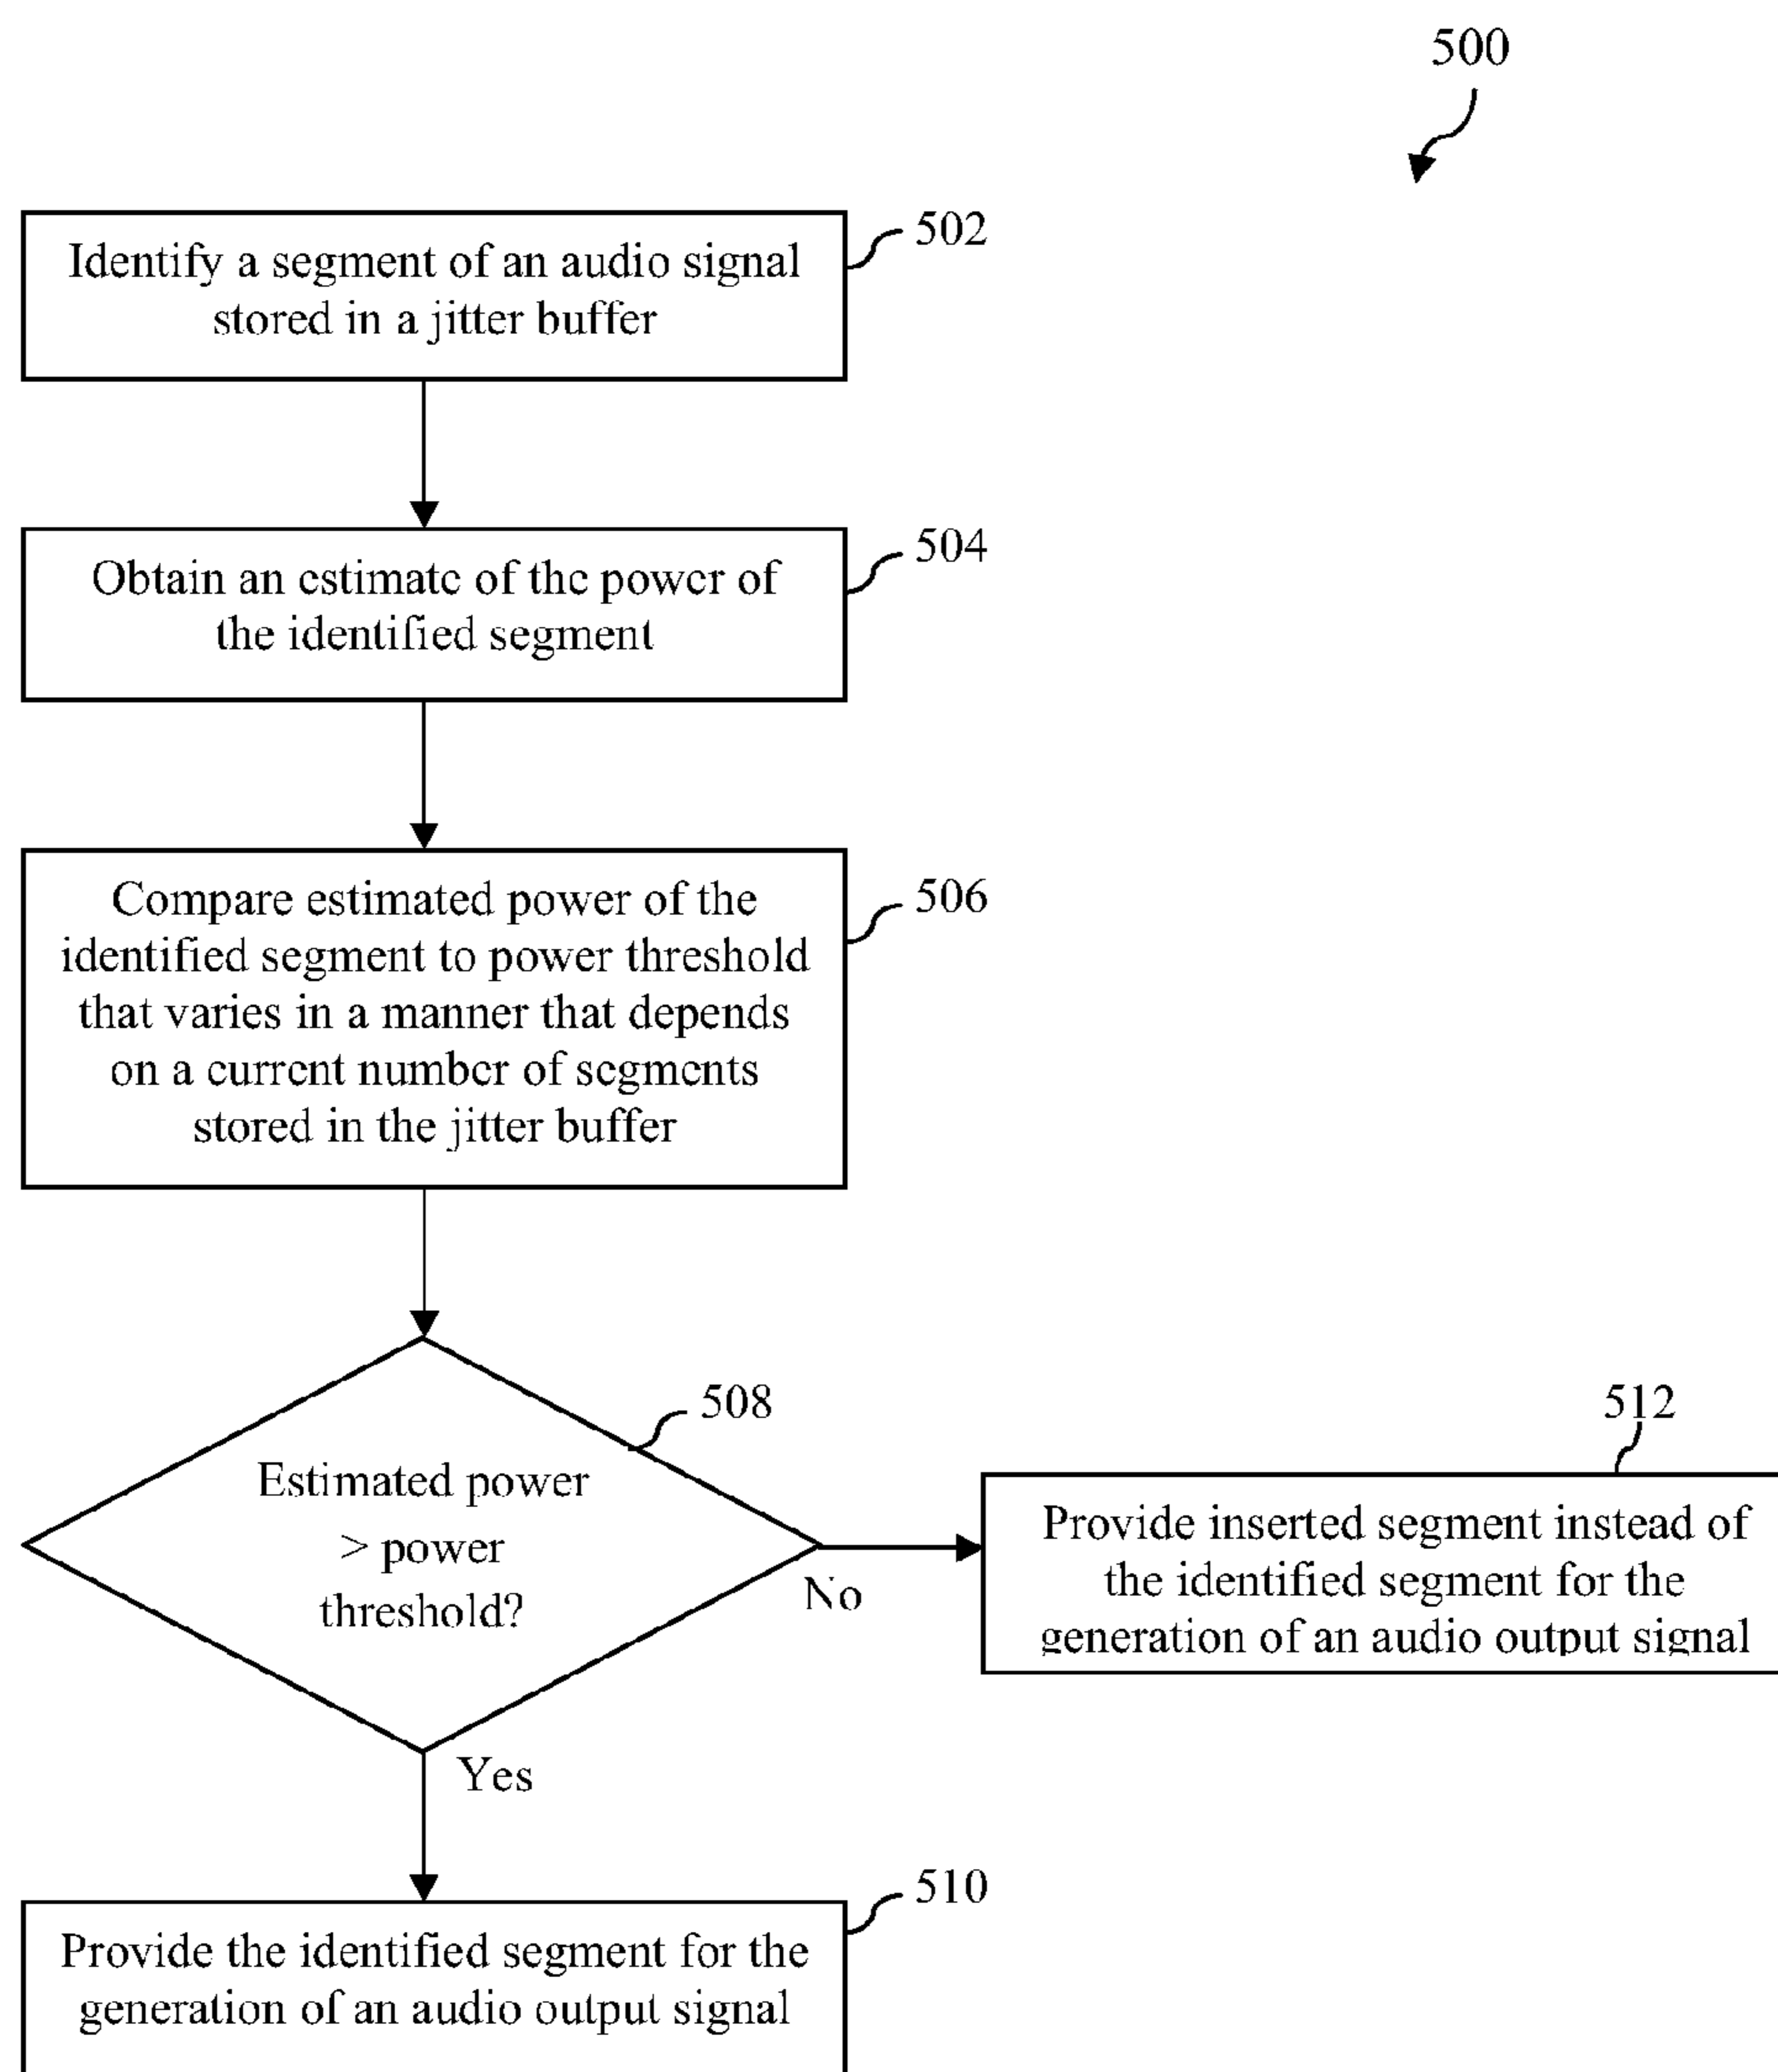 500
502
Identify a segment of an audio signal
stored in a jitter buffer
504
Obtain an estimate of the power of
the identified segment
506
Compare estimated power of the
identified segment to power threshold
that varies in a manner that depends
on a current number of segments
stored in the jitter buffer
508
Estimated power
> power
threshold?
No
512
Provide inserted segment instead of
the identified segment for the
generation of an audio output signal
Yes
510
Provide the identified segment for the
generation of an audio output signal